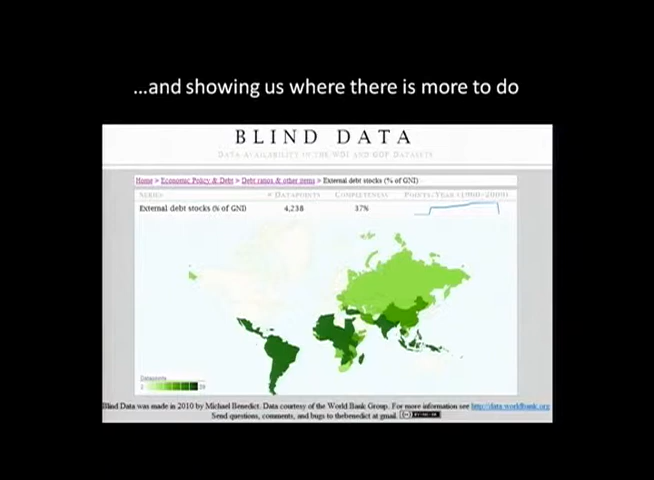 ...and showing us where there is more to do
BLIND DATA
DATA AVAILABILITY IN THE WDI AND GDF DATASETS
Home > Economic Policy & Debt > Debt ratios & other items > External debt stocks (% of GNI)
SERIES # DATAPOINTS COMPLETENESS POINTS/YEAR (1960-2009)
External debt stocks (% of GNI) 4,238 37%
Datapoints
Blind Data was made in 2010 by Michael Benedict. Data courtesy of the World Bank Group. For more information see http://data.worldbank.org
Send questions, comments, and bugs to thebenedict at gmail.